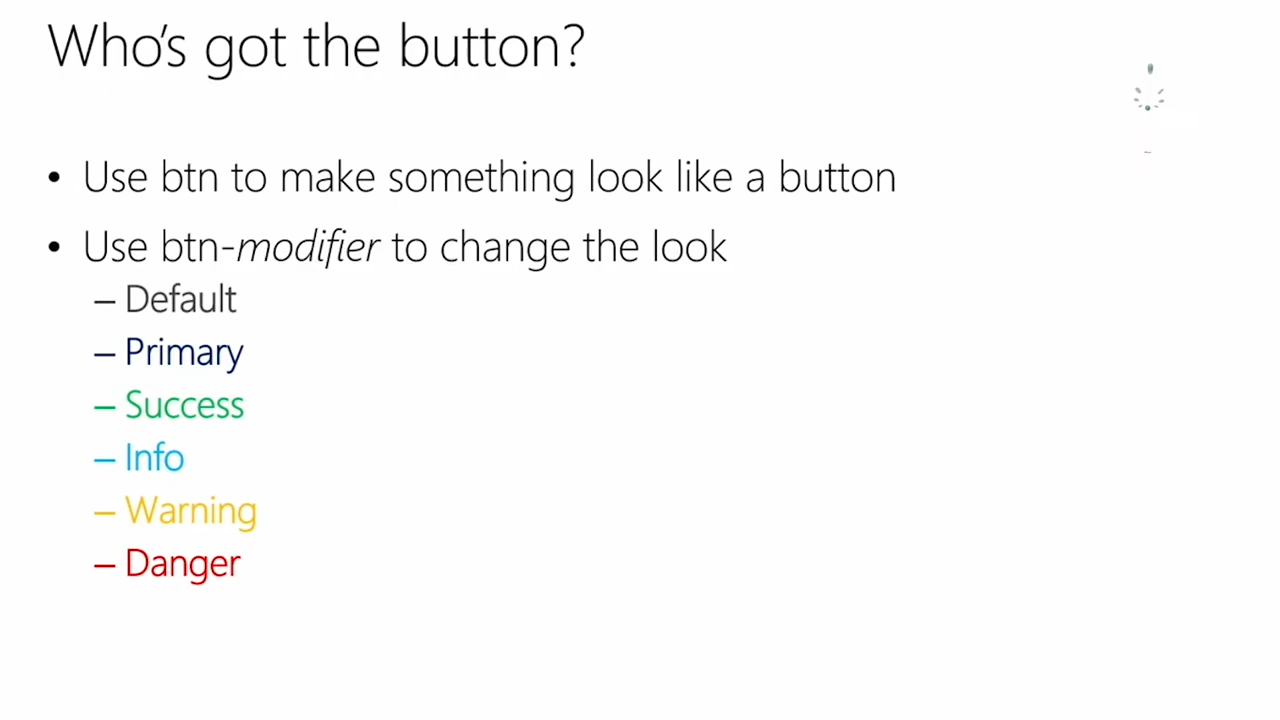 Who's got the button?
• Use btn to make something look like a button
• Use btn-modifier to change the look
– Default
– Primary
– Success
– Info
– Warning
– Danger